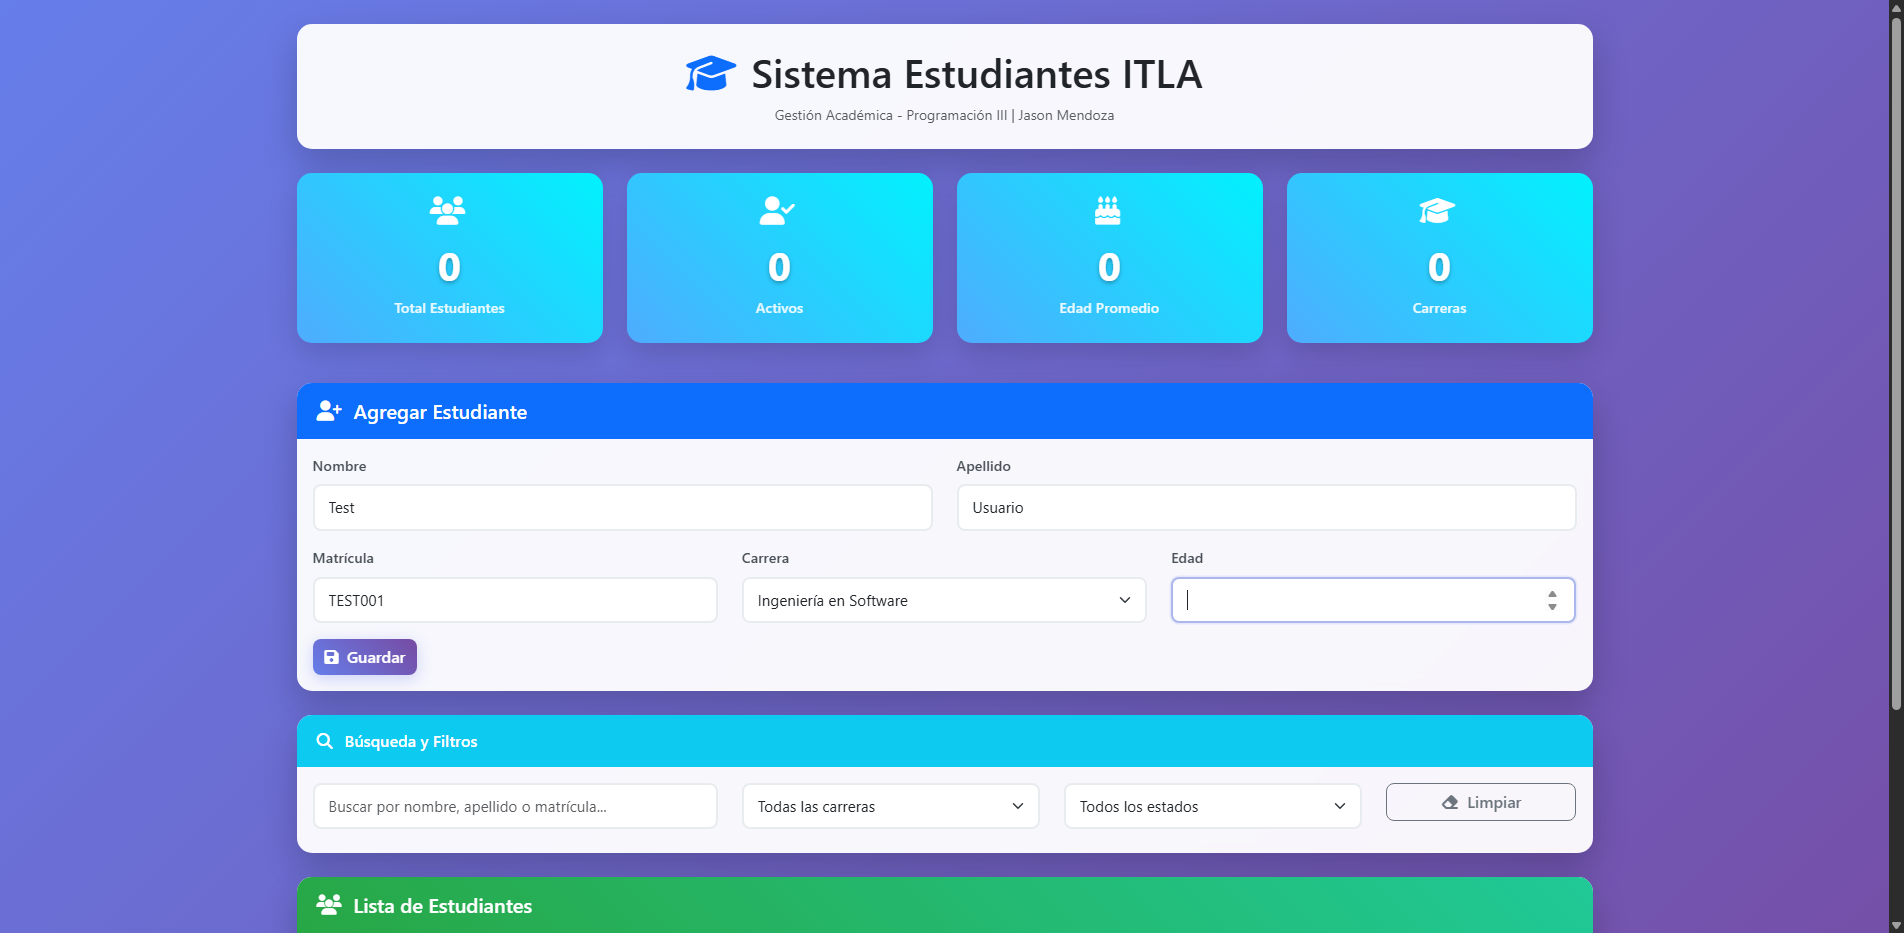 Sistema Estudiantes ITLA
Gestión Académica - Programación III | Jason Mendoza
0
Total Estudiantes
0
Activos
0
Edad Promedio
0
Carreras
Agregar Estudiante
Nombre
Test
Apellido
Usuario
Matrícula
TEST001
Carrera
Ingeniería en Software
Edad
Guardar
Búsqueda y Filtros
Buscar por nombre, apellido o matrícula...
Todas las carreras
Todos los estados
Limpiar
Lista de Estudiantes